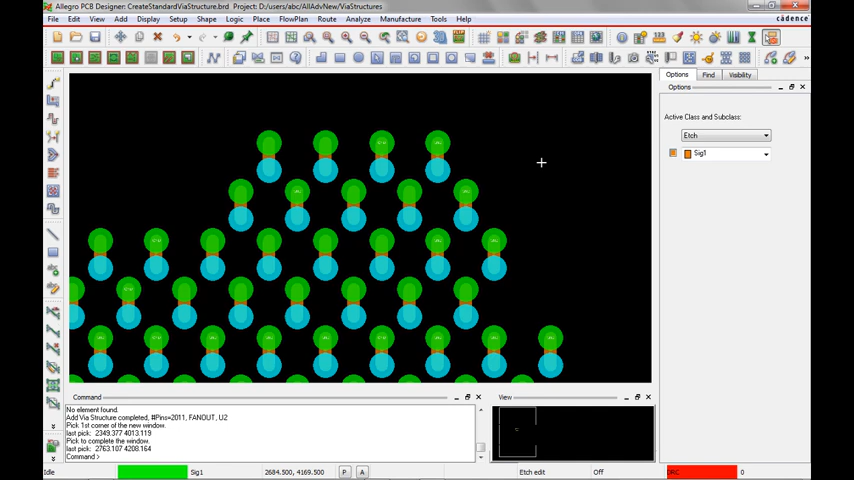 Allegro PCB Designer: CreateStandardViaStructure.brd Project: D:/users/abc/AllAdvNew/ViaStructures
File Edit View Add Display Setup Shape Logic Place FlowPlan Route Analyze Manufacture Tools Help
cādence
Options Find Visibility
Options
Active Class and Subclass:
Etch
Sig1
Command
No element found.
Add Via Structure completed, #Pins=2011, FANOUT, U2
Pick 1st corner of the new window.
last pick: 2349.377 4013.119
Pick to complete the window.
last pick: 2763.107 4208.164
Command >
View
Idle Sig1 2684.500, 4169.500 P A Etch edit Off DRC 0